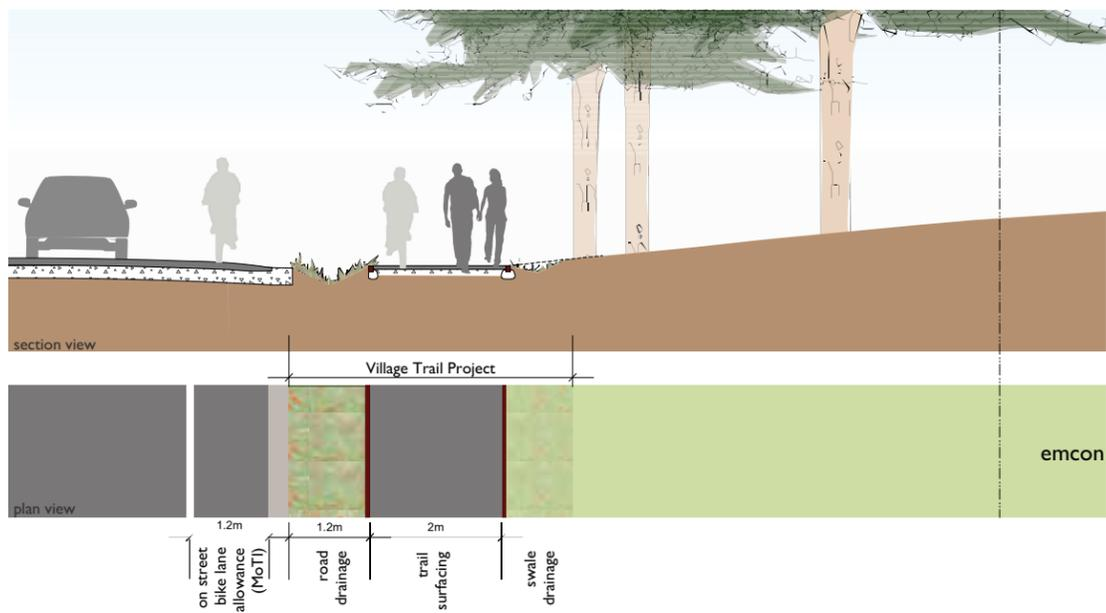 section view
Village Trail Project
emcon
plan view
1.2m
1.2m
2m
on street
bike lane
allowance
(MoTI)
road
drainage
trail
surfacing
swale
drainage